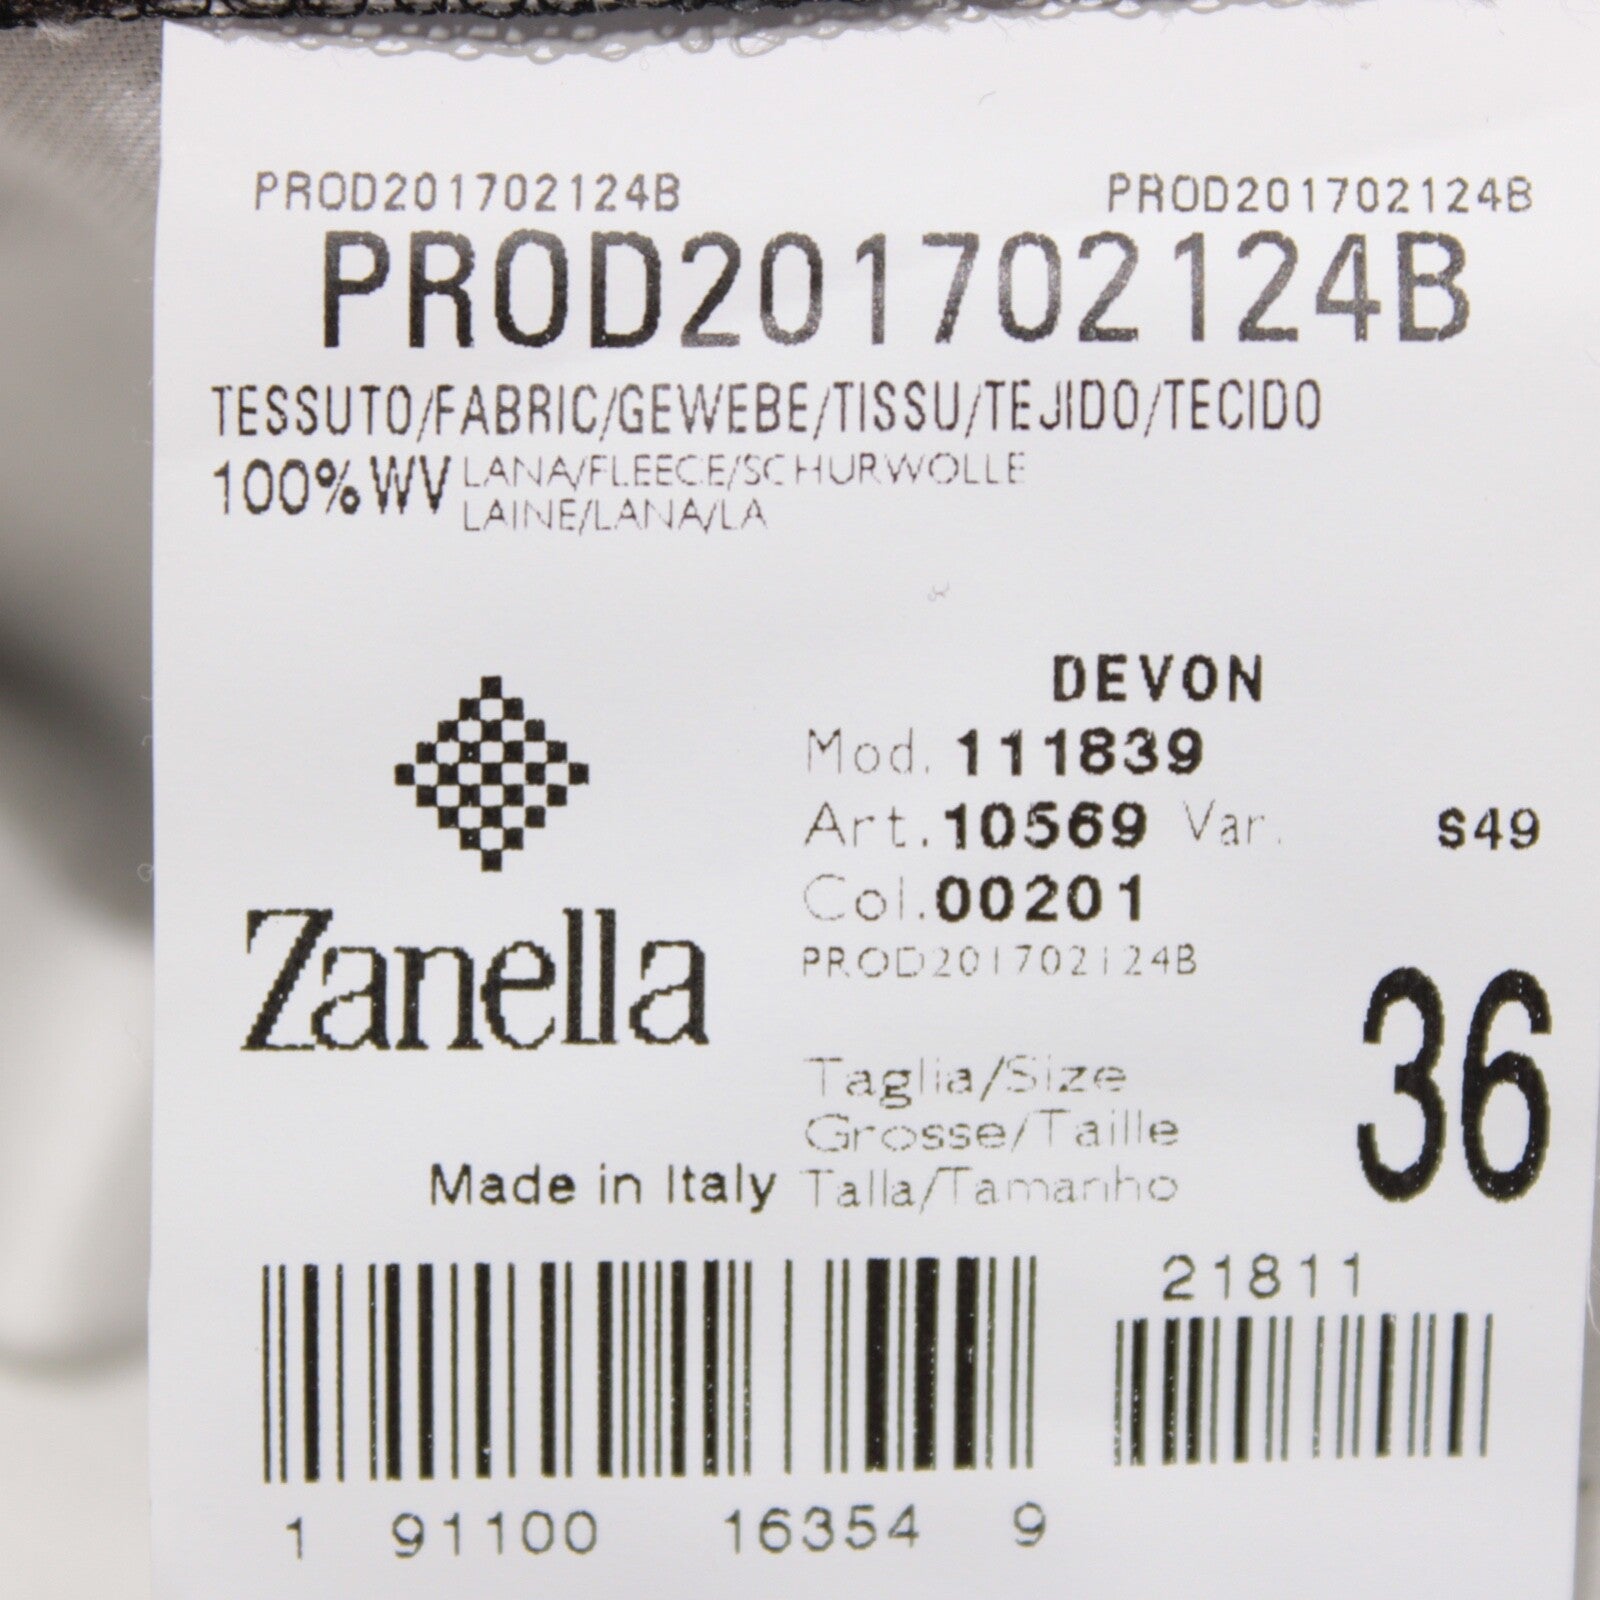 PROD201702124B PROD201702124B
PROD201702124B
TESSUTO/FABRIC/GEWEBE/TISSU/TEJIDO/TECIDO
100%WV LANA/FLEECE/SCHURWOLLE
LAINE/LANA/LA
DEVON
Mod. 111839
Art. 10569 Var. S49
Col. 00201
PROD201702124B
Zanella
Taglia/Size
Grosse/Taille
Talla/Tamanho
36
Made in Italy
21811
1 91100 16354 9